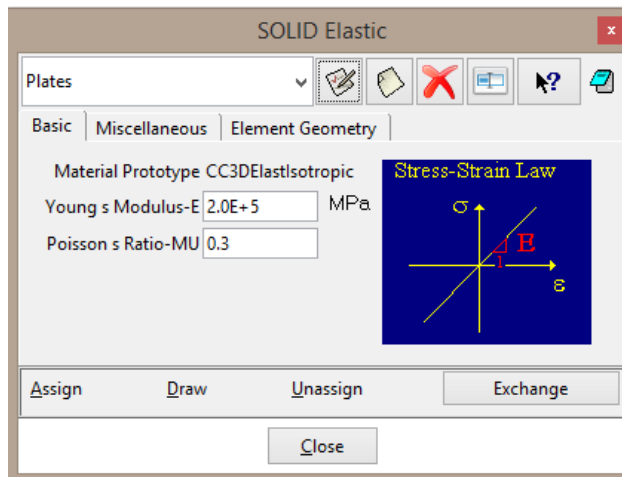 SOLID Elastic
x
Plates
?
Basic Miscellaneous Element Geometry
Material Prototype CC3DElastIsotropic
Young s Modulus-E 2.0E+5 MPa
Poisson s Ratio-MU 0.3
Stress-Strain Law
σ
E
1
ε
Assign Draw Unassign Exchange
Close